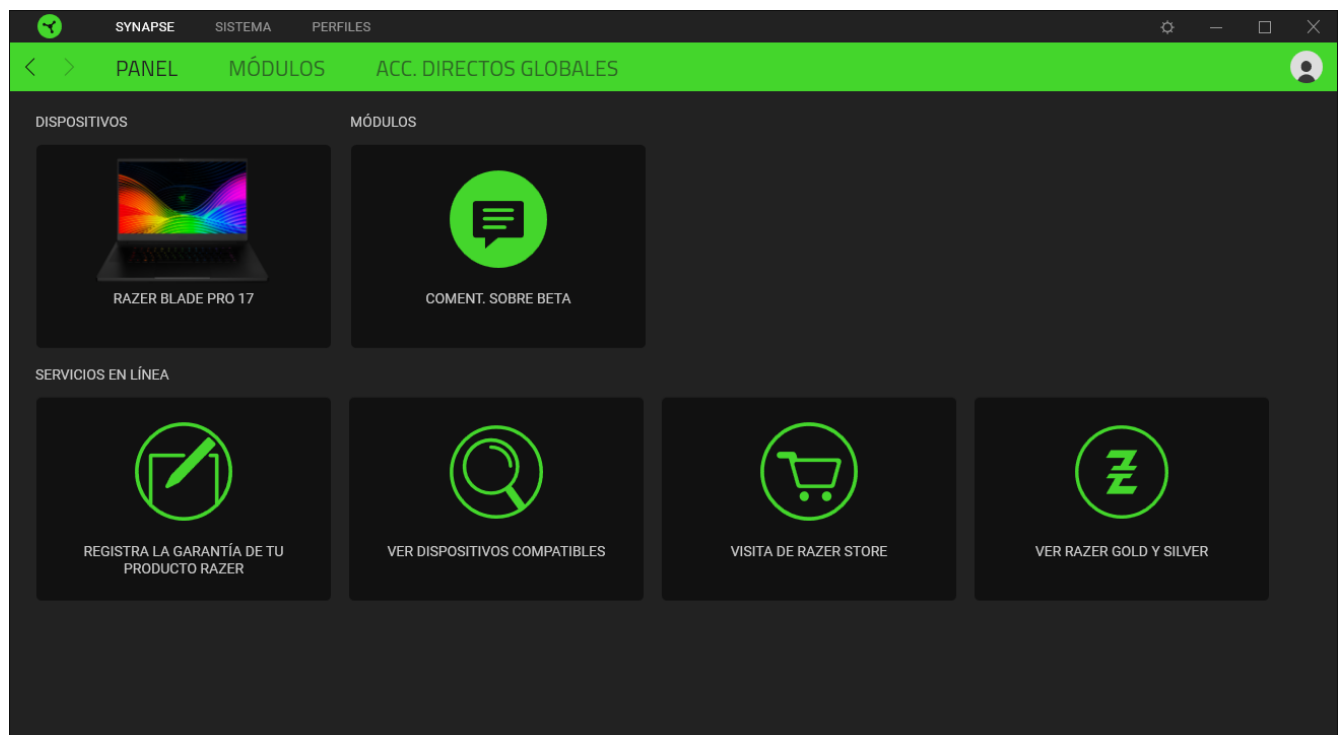 SYNAPSE SISTEMA PERFILES
PANEL MÓDULOS ACC. DIRECTOS GLOBALES
DISPOSITIVOS MÓDULOS
RAZER BLADE PRO 17 COMENT. SOBRE BETA
SERVICIOS EN LÍNEA
REGISTRA LA GARANTÍA DE TU
PRODUCTO RAZER
VER DISPOSITIVOS COMPATIBLES
VISITA DE RAZER STORE
VER RAZER GOLD Y SILVER